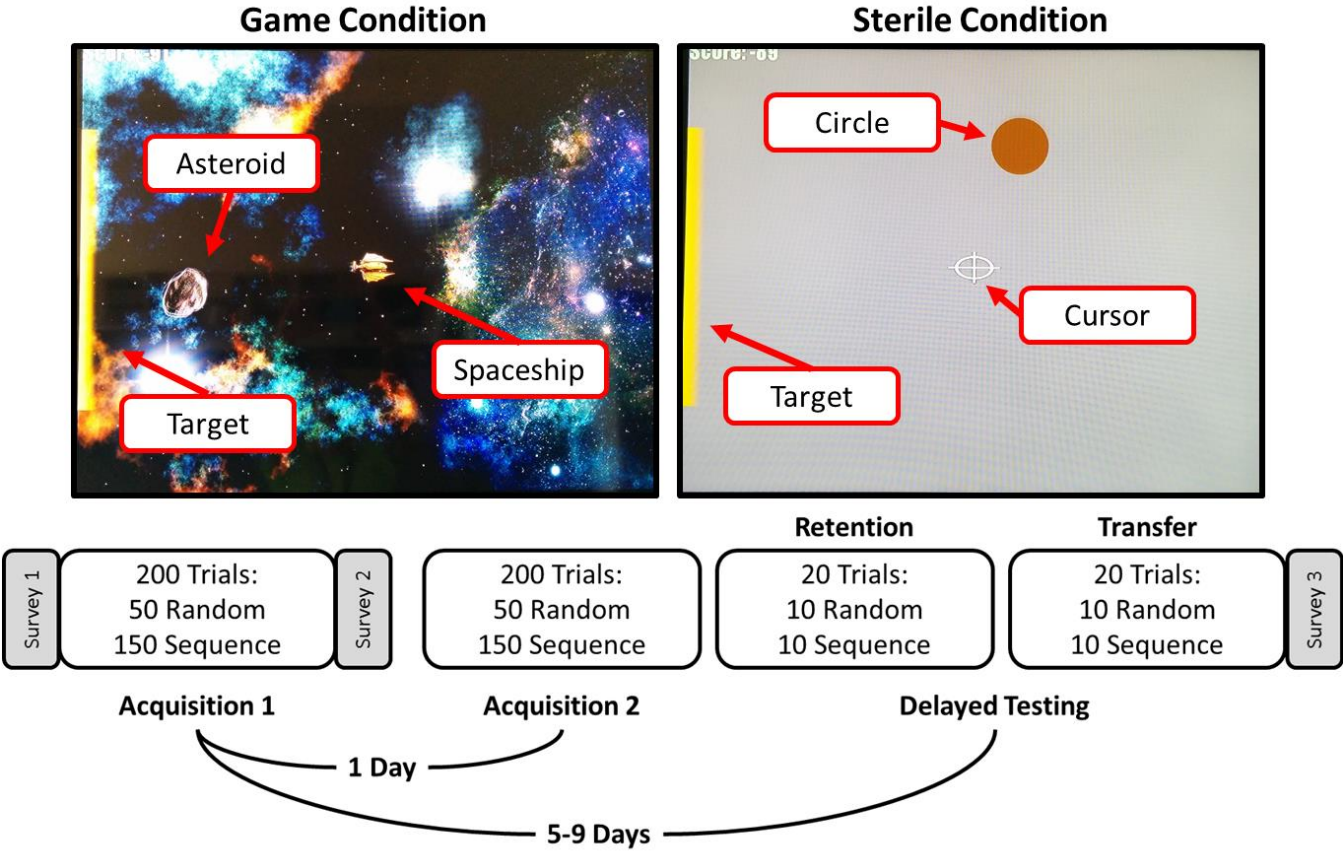 Game Condition
Sterile Condition
Score:-89
Asteroid
Spaceship
Target
Circle
Cursor
Target
Retention
Transfer
Survey 1
200 Trials:
50 Random
150 Sequence
Survey 2
200 Trials:
50 Random
150 Sequence
20 Trials:
10 Random
10 Sequence
20 Trials:
10 Random
10 Sequence
Survey 3
Acquisition 1
Acquisition 2
Delayed Testing
1 Day
5-9 Days